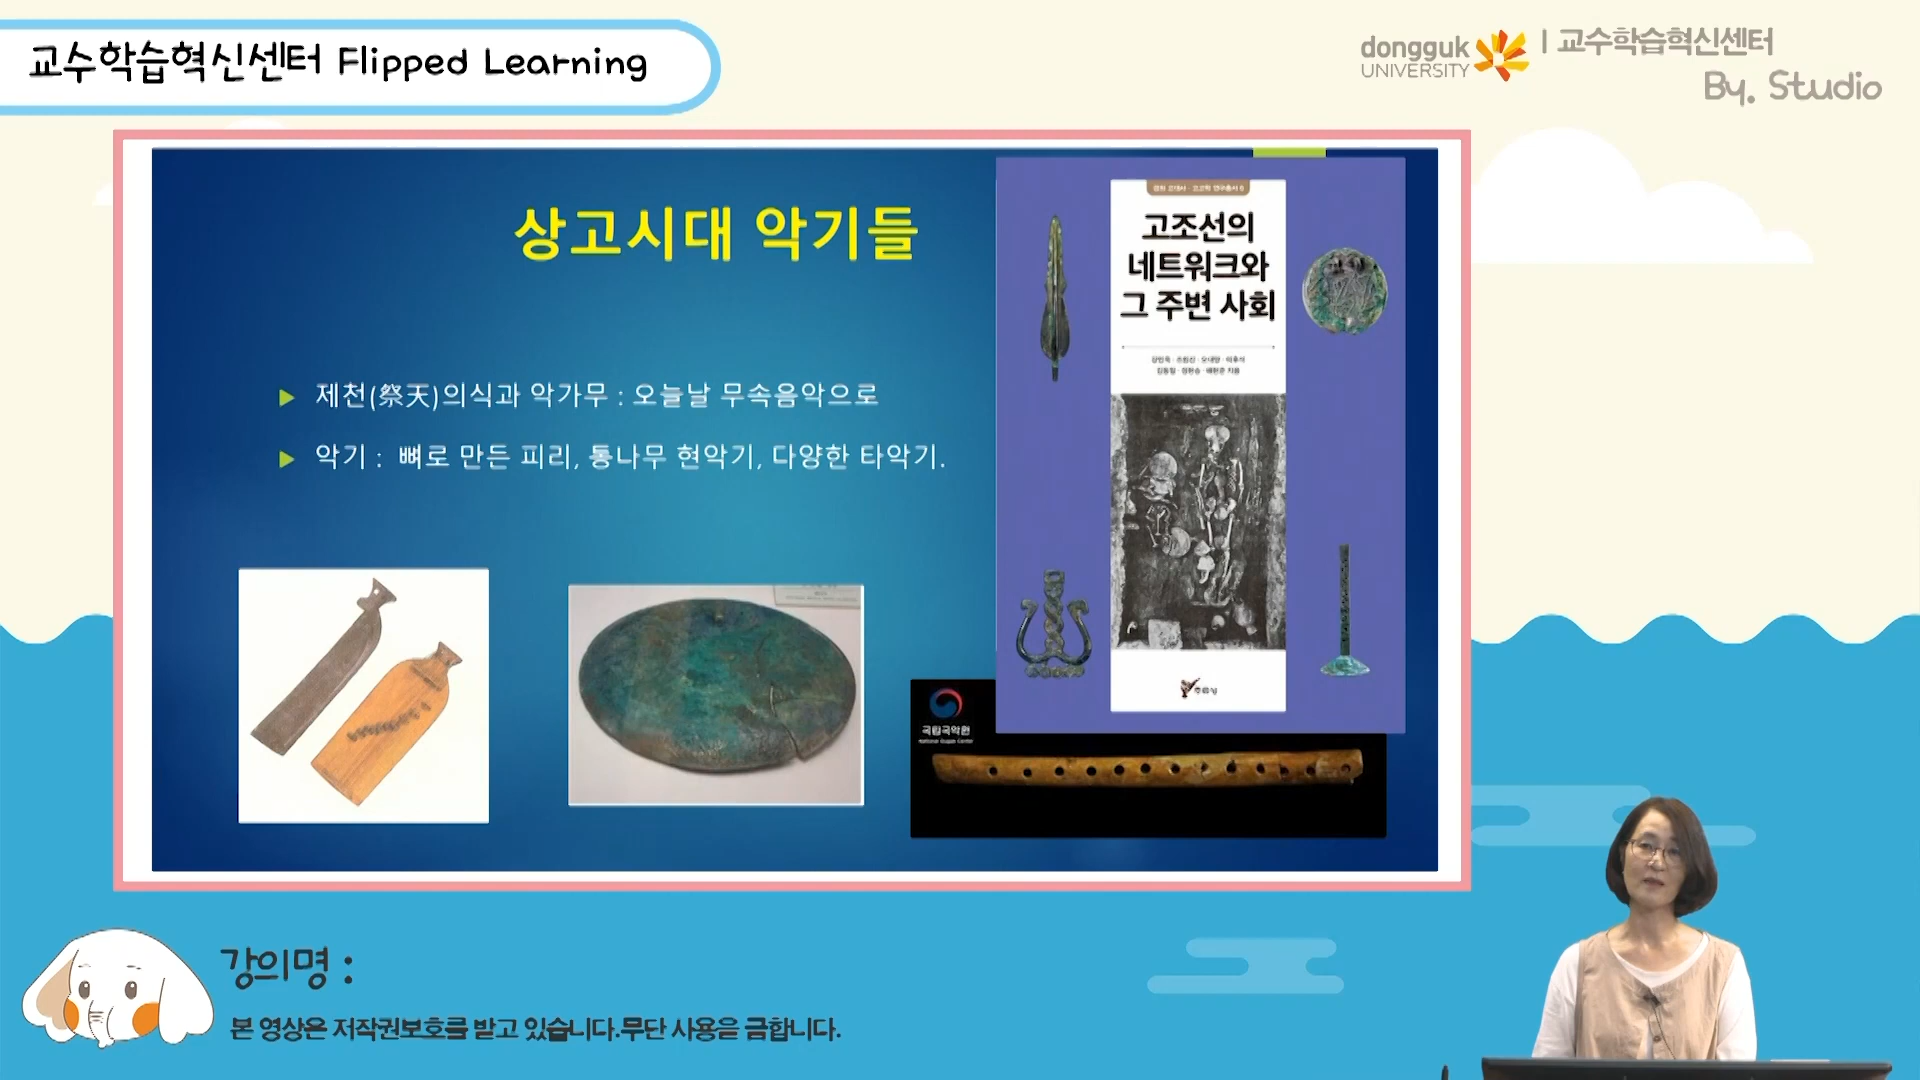 교수학습혁신센터 Flipped Learning
dongguk UNIVERSITY | 교수학습혁신센터
By. Studio
상고시대 악기들
▶ 제천(祭天)의식과 악가무 : 오늘날 무속음악으로
▶ 악기 : 뼈로 만든 피리, 통나무 현악기, 다양한 타악기.
고조선의
네트워크와
그 주변 사회
주류성
국립국악원
National Gugak Center
강의명 :
본 영상은 저작권보호를 받고 있습니다.무단 사용을 금합니다.